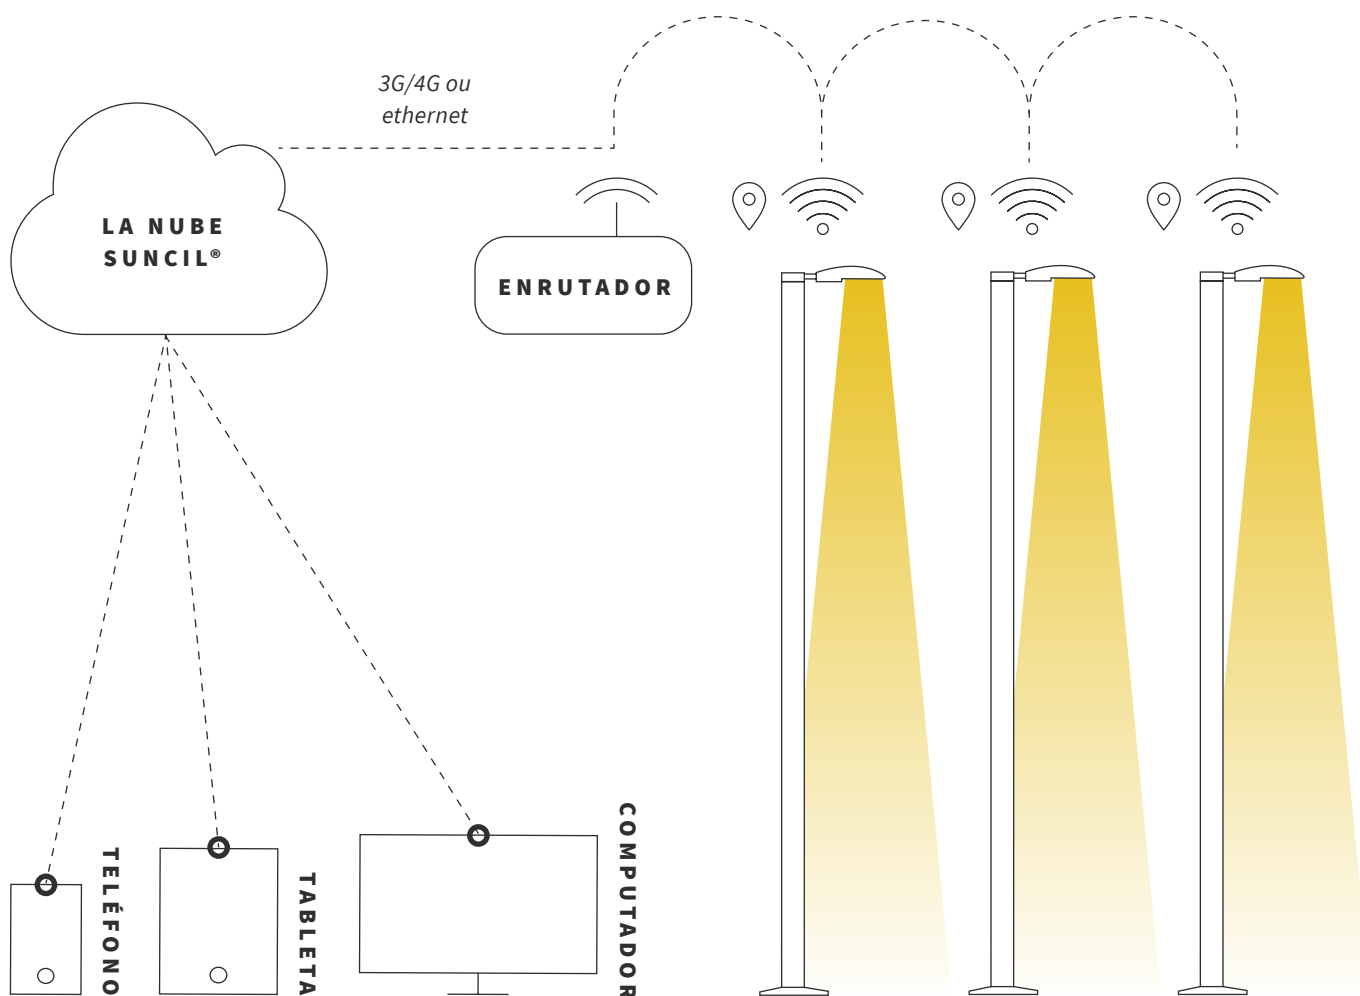 3G/4G ou
ethernet
LA NUBE
SUNCIL®
ENRUTADOR
TELÉFONO
TABLETA
COMPUTADOR